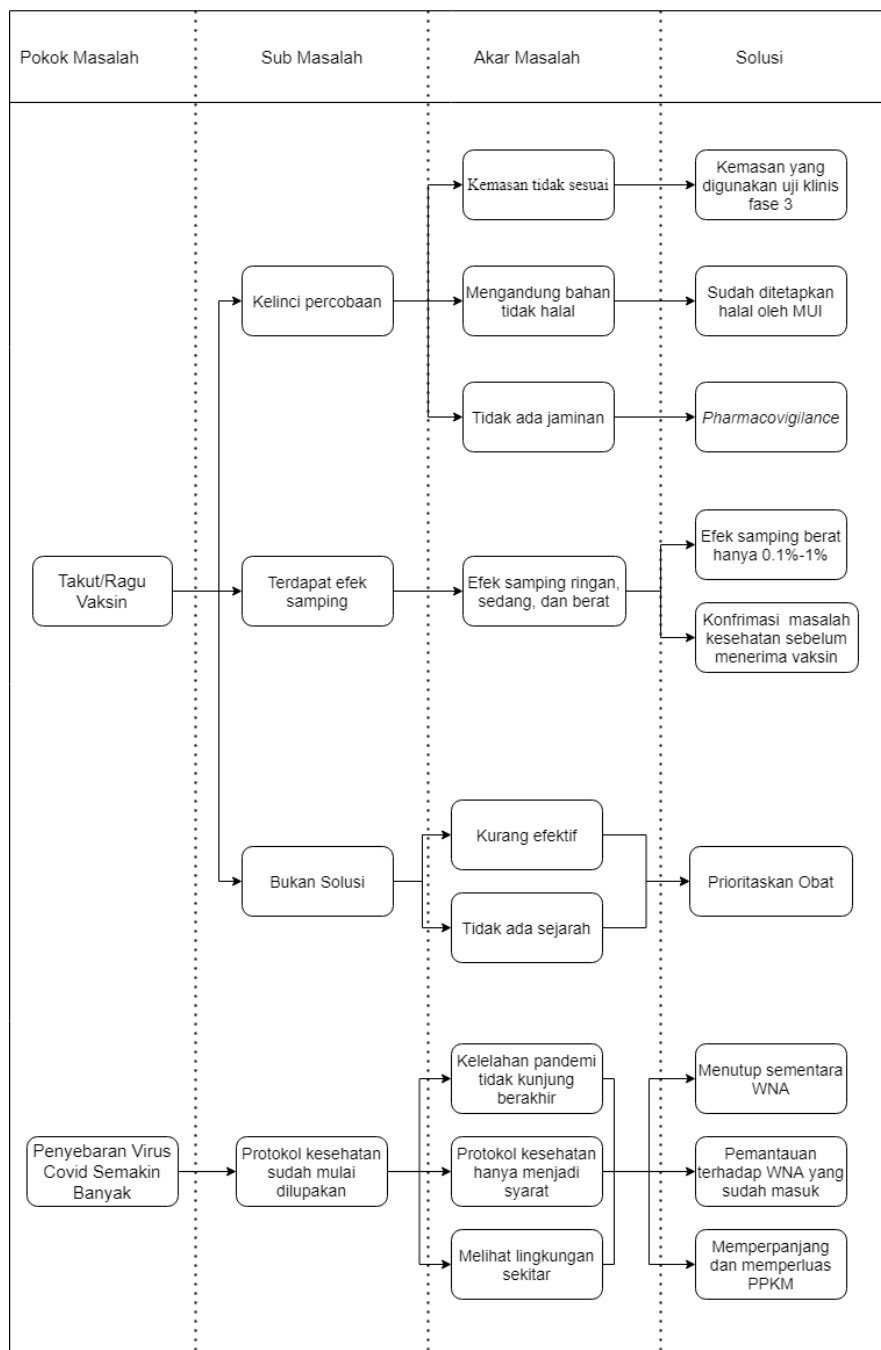 Pokok Masalah
Sub Masalah
Akar Masalah
Solusi
Kemasan tidak sesuai
Kemasan yang
digunakan uji klinis
fase 3
Kelinci percobaan
Mengandung bahan
tidak halal
Sudah ditetapkan
halal oleh MUI
Tidak ada jaminan
Pharmacovigilance
Takut/Ragu
Vaksin
Terdapat efek
samping
Efek samping ringan,
sedang, dan berat
Efek samping berat
hanya 0.1%-1%
Konfrimasi masalah
kesehatan sebelum
menerima vaksin
Bukan Solusi
Kurang efektif
Tidak ada sejarah
Prioritaskan Obat
Penyebaran Virus
Covid Semakin
Banyak
Protokol kesehatan
sudah mulai
dilupakan
Kelelahan pandemi
tidak kunjung
berakhir
Protokol kesehatan
hanya menjadi
syarat
Melihat lingkungan
sekitar
Menutup sementara
WNA
Pemantauan
terhadap WNA yang
sudah masuk
Memperpanjang
dan memperluas
PPKM